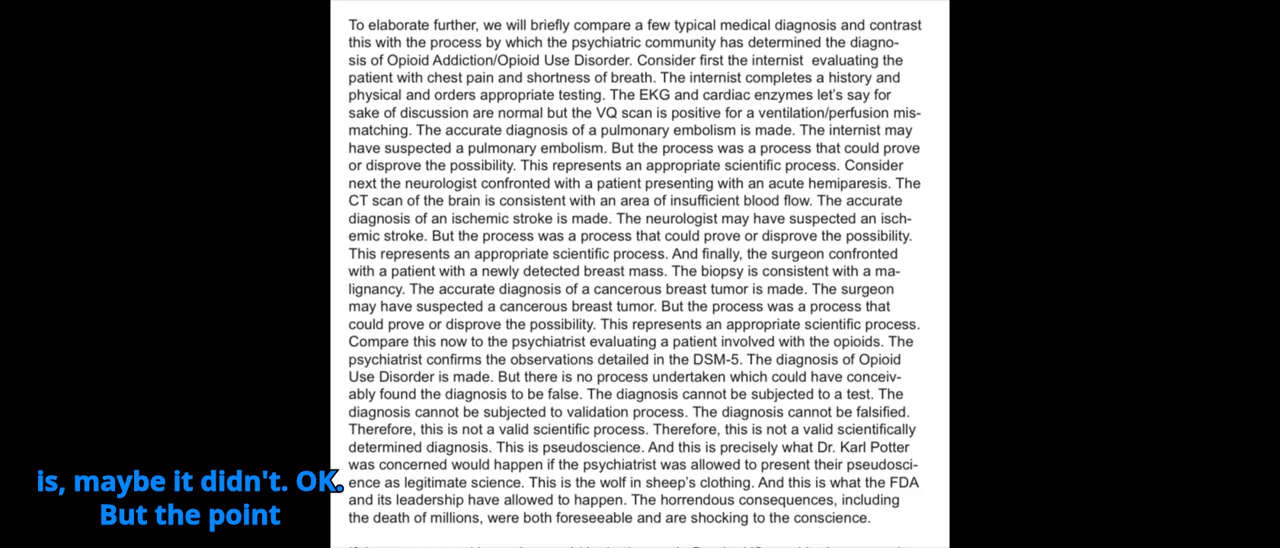 To elaborate further, we will briefly compare a few typical medical diagnosis and contrast
this with the process by which the psychiatric community has determined the diagno-
sis of Opioid Addiction/Opioid Use Disorder. Consider first the internist  evaluating the
patient with chest pain and shortness of breath. The internist completes a history and
physical and orders appropriate testing. The EKG and cardiac enzymes let's say for
sake of discussion are normal but the VQ scan is positive for a ventilation/perfusion mis-
matching. The accurate diagnosis of a pulmonary embolism is made. The internist may
have suspected a pulmonary embolism. But the process was a process that could prove
or disprove the possibility. This represents an appropriate scientific process. Consider
next the neurologist confronted with a patient presenting with an acute hemiparesis. The
CT scan of the brain is consistent with an area of insufficient blood flow. The accurate
diagnosis of an ischemic stroke is made. The neurologist may have suspected an isch-
emic stroke. But the process was a process that could prove or disprove the possibility.
This represents an appropriate scientific process. And finally, the surgeon confronted
with a patient with a newly detected breast mass. The biopsy is consistent with a ma-
lignancy. The accurate diagnosis of a cancerous breast tumor is made. The surgeon
may have suspected a cancerous breast tumor. But the process was a process that
could prove or disprove the possibility. This represents an appropriate scientific process.
Compare this now to the psychiatrist evaluating a patient involved with the opioids. The
psychiatrist confirms the observations detailed in the DSM-5. The diagnosis of Opioid
Use Disorder is made. But there is no process undertaken which could have conceiv-
ably found the diagnosis to be false. The diagnosis cannot be subjected to a test. The
diagnosis cannot be subjected to validation process. The diagnosis cannot be falsified.
Therefore, this is not a valid scientific process. Therefore, this is not a valid scientifically
determined diagnosis. This is pseudoscience. And this is precisely what Dr. Karl Potter
was concerned would happen if the psychiatrist was allowed to present their pseudosci-
ence as legitimate science. This is the wolf in sheep's clothing. And this is what the FDA
and its leadership have allowed to happen. The horrendous consequences, including
the death of millions, were both foreseeable and are shocking to the conscience.
is, maybe it didn't. OK.
But the point